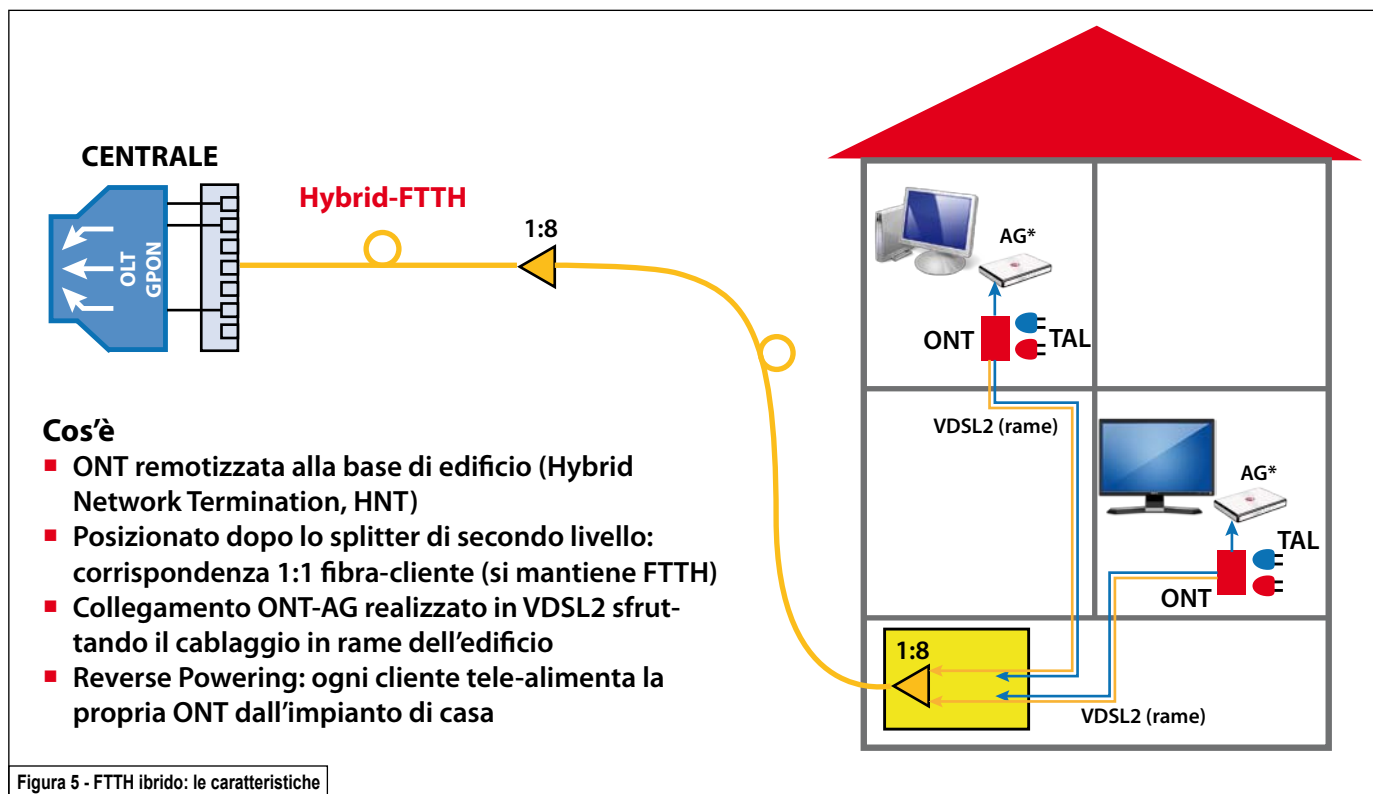 CENTRALE
OLT
GPON
Hybrid-FTTH
1:8
AG*
ONT
TAL
VDSL2 (rame)
AG*
TAL
ONT
1:8
VDSL2 (rame)
Cos'è
ONT remotizzata alla base di edificio (Hybrid
Network Termination, HNT)
Posizionato dopo lo splitter di secondo livello:
corrispondenza 1:1 fibra-cliente (si mantiene FTTH)
Collegamento ONT-AG realizzato in VDSL2 sfrut-
tando il cablaggio in rame dell'edificio
Reverse Powering: ogni cliente tele-alimenta la
propria ONT dall'impianto di casa
Figura 5 - FTTH ibrido: le caratteristiche